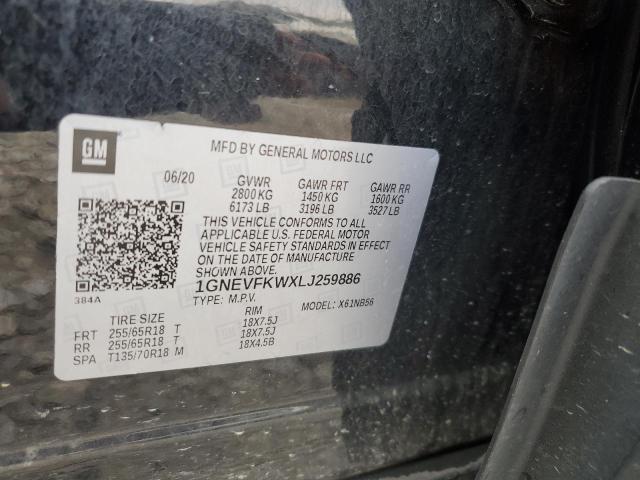 GM
MFD BY GENERAL MOTORS LLC
06/20 GVWR GAWR FRT GAWR RR
2800 KG 1450 KG 1600 KG
6173 LB 3196 LB 3527 LB
THIS VEHICLE CONFORMS TO ALL
APPLICABLE U.S. FEDERAL MOTOR
VEHICLE SAFETY STANDARDS IN EFFECT
ON THE DATE OF MANUFACTURE
SHOWN ABOVE.
384A
1GNEVFKWXLJ259886
TYPE: M.P.V. MODEL: X61NB56
TIRE SIZE RIM
FRT 255/65R18 T 18X7.5J
RR 255/65R18 T 18X7.5J
SPA T135/70R18 M 18X4.5B